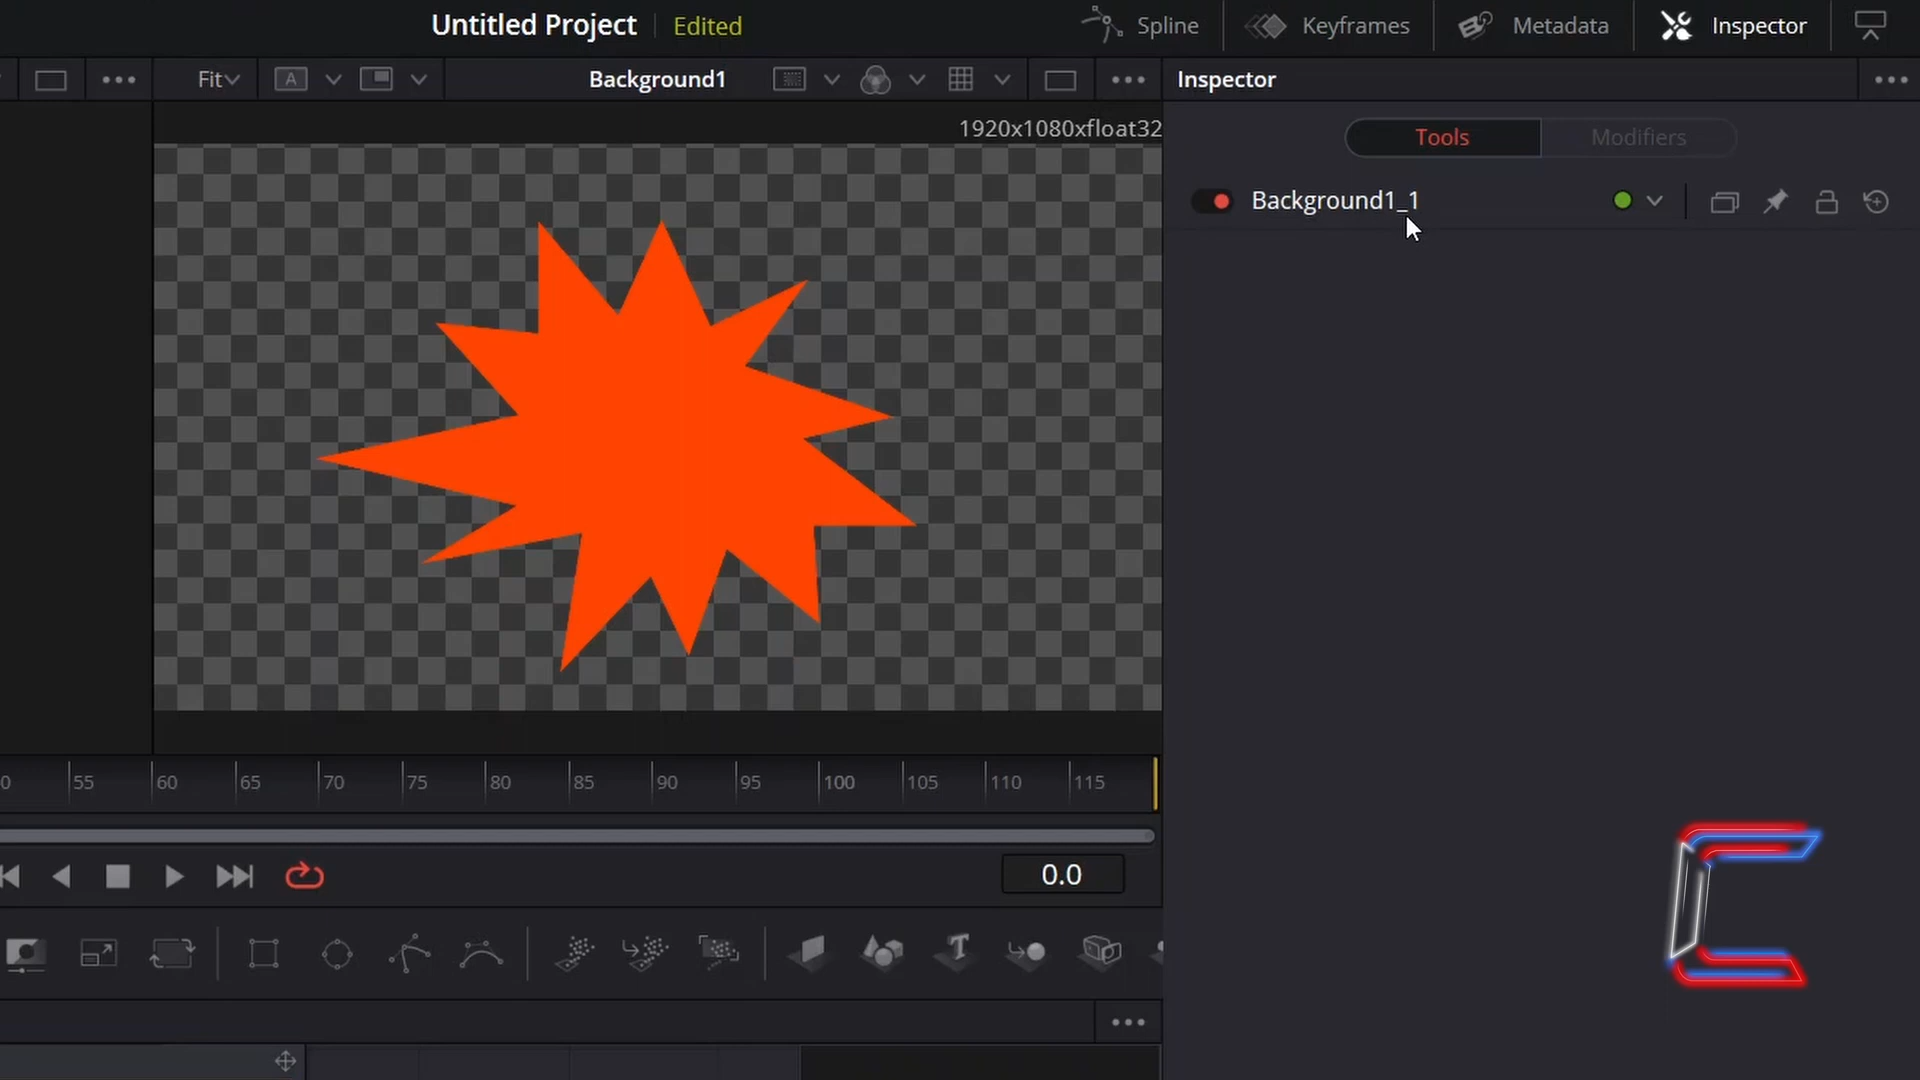 Untitled Project Edited
Spline Keyframes Metadata Inspector
Fit A Background1 Inspector
1920x1080xfloat32
Tools Modifiers
Background1_1
55 60 65 70 75 80 85 90 95 100 105 110 115
0.0
T